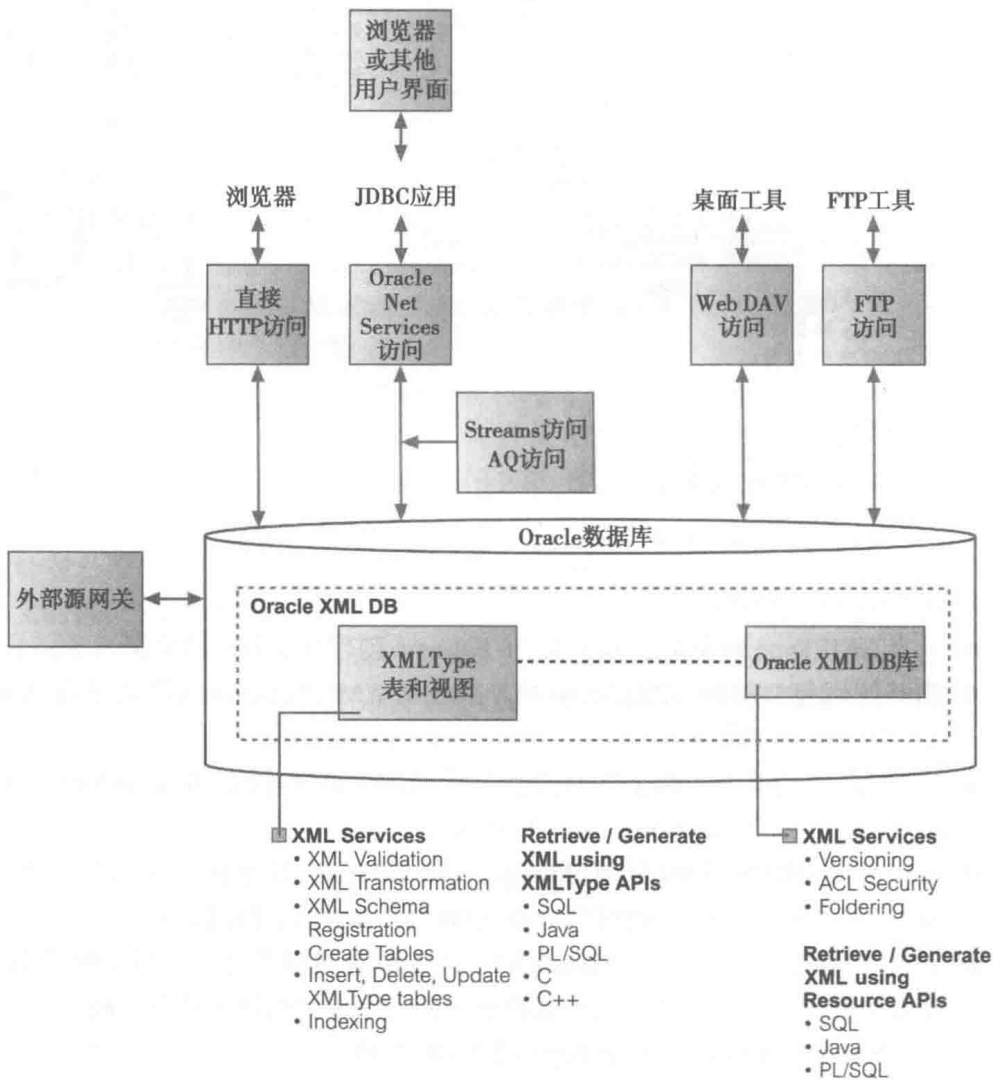 浏览器
或其他
用户界面
浏览器
JDBC应用
桌面工具
FTP工具
直接
HTTP访问
Oracle
Net
Services
访问
Web DAV
访问
FTP
访问
Streams访问
AQ访问
Oracle数据库
外部源网关
Oracle XML DB
XMLType
表和视图
Oracle XML DB库
XML Services
• XML Validation
• XML Transtormation
• XML Schema
Registration
• Create Tables
• Insert, Delete, Update
XMLType tables
• Indexing
Retrieve / Generate
XML using
XMLType APIs
• SQL
• Java
• PL/SQL
• C
• C++
XML Services
• Versioning
• ACL Security
• Foldering
Retrieve / Generate
XML using
Resource APIs
• SQL
• Java
• PL/SQL